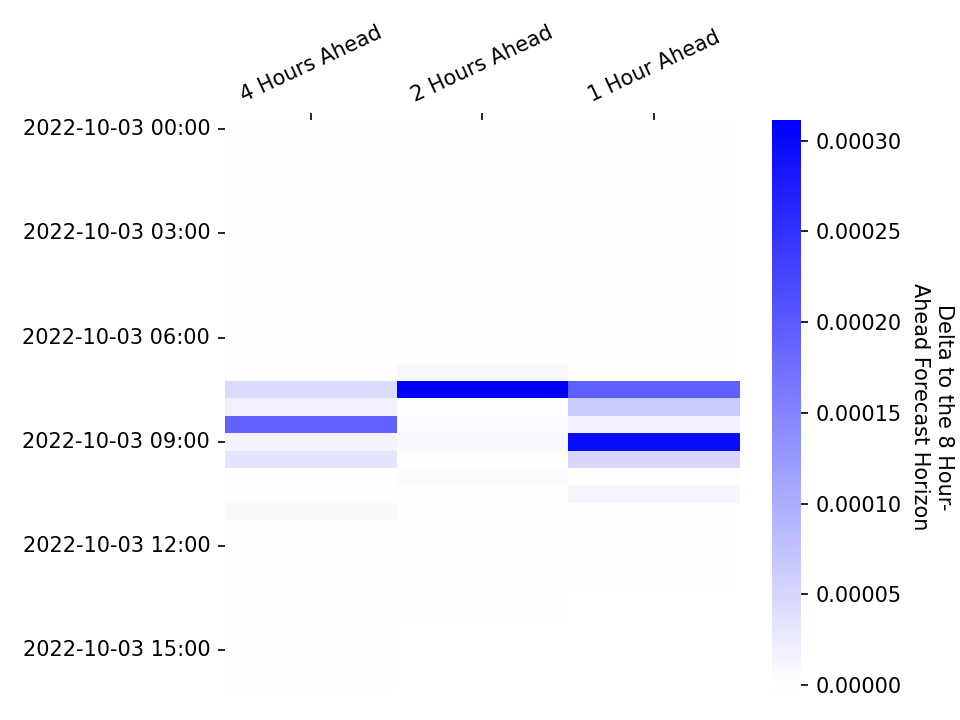 4 Hours Ahead
2 Hours Ahead
1 Hour Ahead
2022-10-03 00:00
2022-10-03 03:00
2022-10-03 06:00
2022-10-03 09:00
2022-10-03 12:00
2022-10-03 15:00
0.00030
0.00025
0.00020
0.00015
0.00010
0.00005
0.00000
Delta to the 8 Hour-
Ahead Forecast Horizon